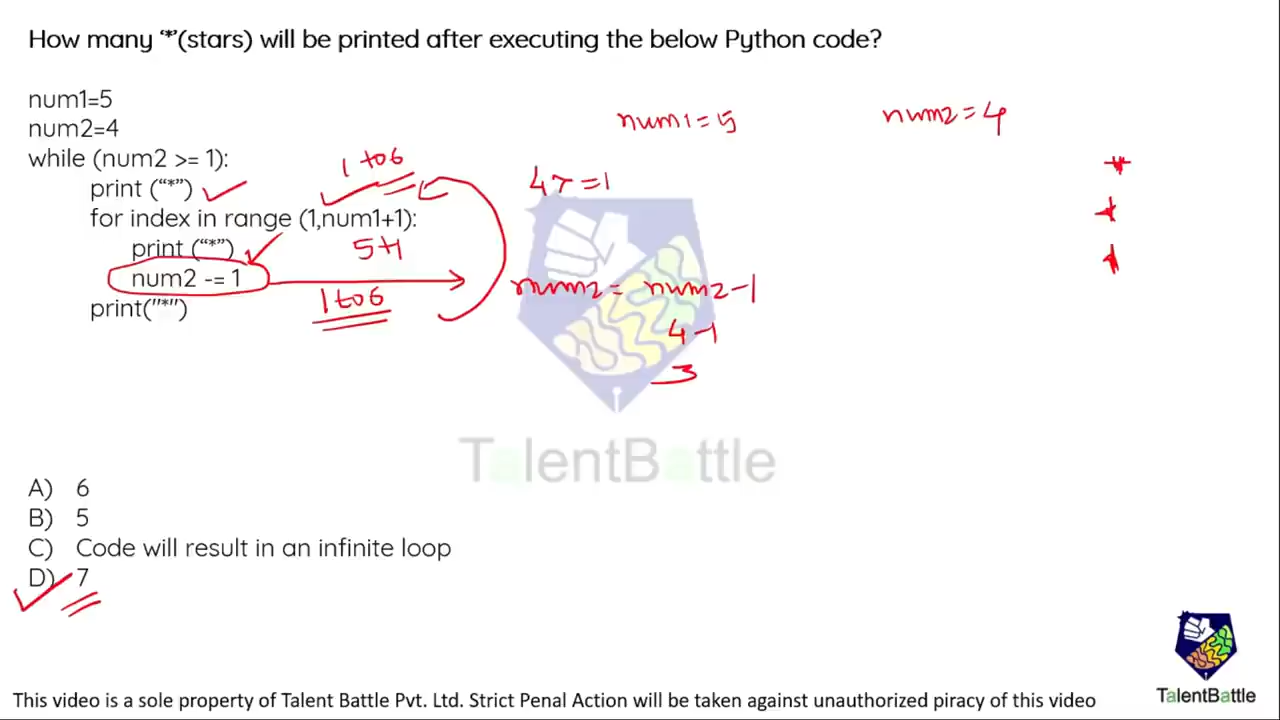 How many ‘*’(stars) will be printed after executing the below Python code?
num1=5
num2=4
while (num2 >= 1):
print (“*”)
for index in range (1,num1+1):
print (“*”)
num2 -= 1
print("*")
num1 = 5
num2 = 4
1 to 6
4 > = 1
5+1
1 to 6
num2 = num2 - 1
4 - 1
3
*
*
*
TalentBattle
A) 6
B) 5
C) Code will result in an infinite loop
D) 7
TalentBattle
This video is a sole property of Talent Battle Pvt. Ltd. Strict Penal Action will be taken against unauthorized piracy of this video